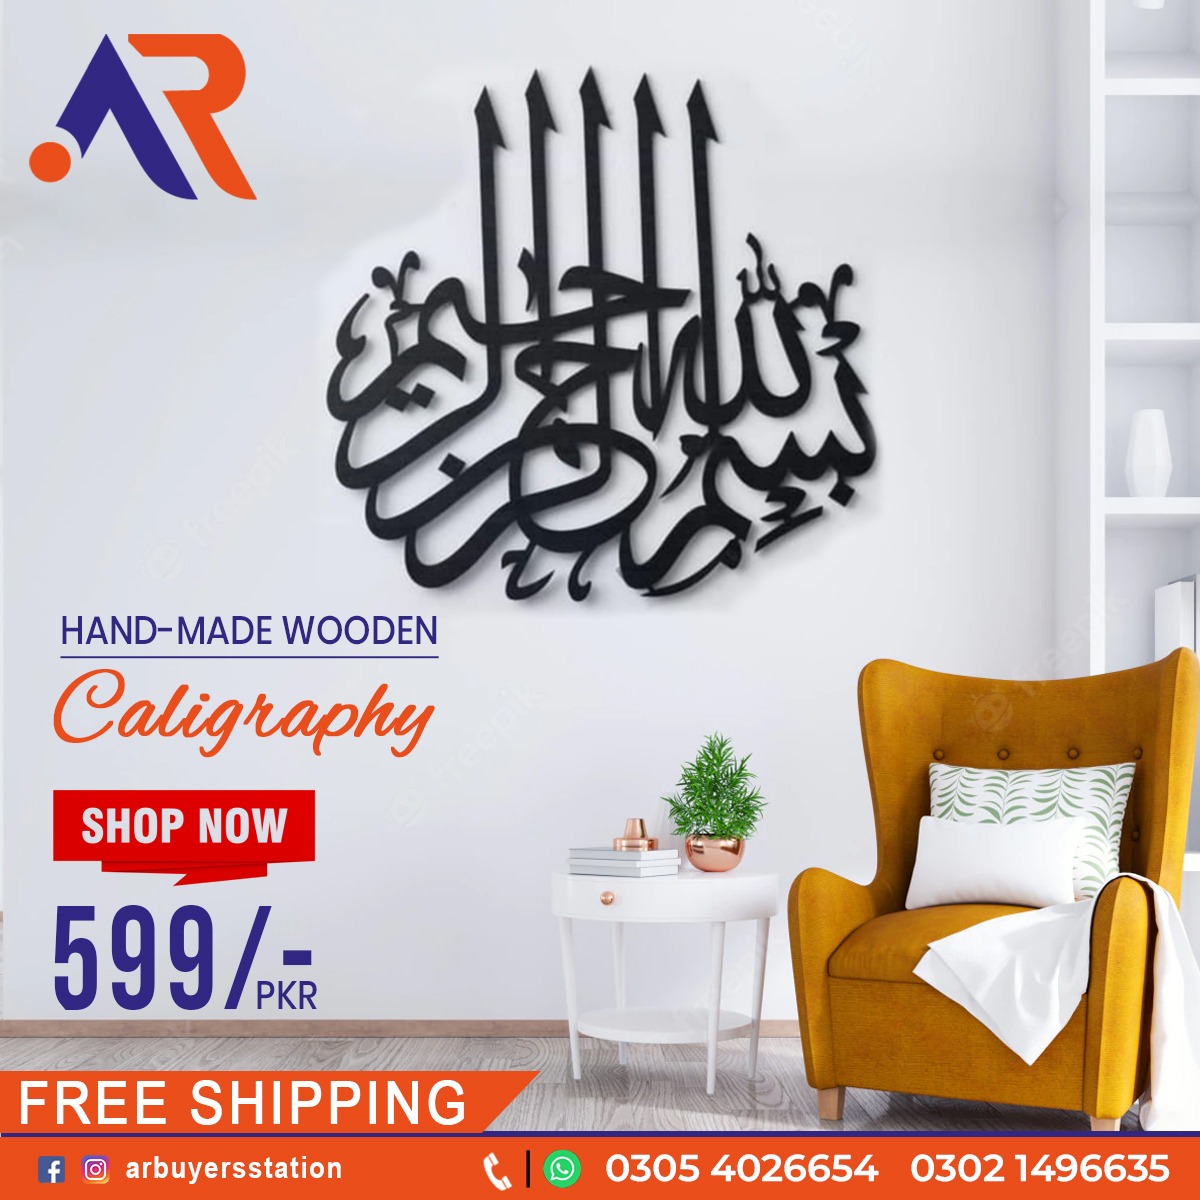 AR
بسم الله الرحمن الرحيم
HAND-MADE WOODEN
Caligraphy
SHOP NOW
599/-
PKR
FREE SHIPPING
arbuyersstation
0305 4026654 0302 1496635
freepik